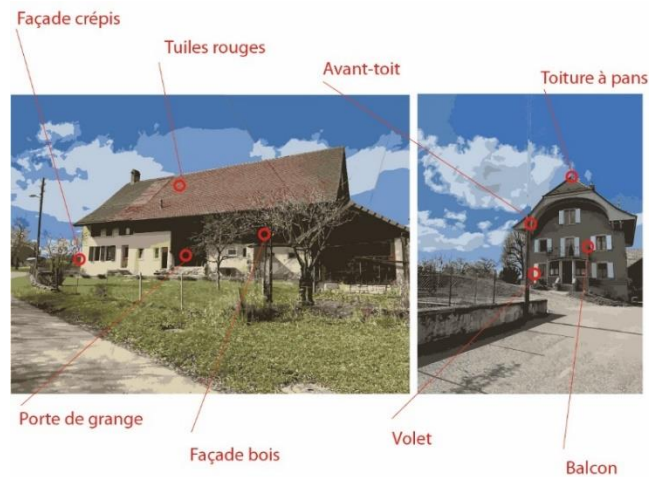 Façade crépis
Tuiles rouges
Avant-toit
Toiture à pans
Porte de grange
Façade bois
Volet
Balcon